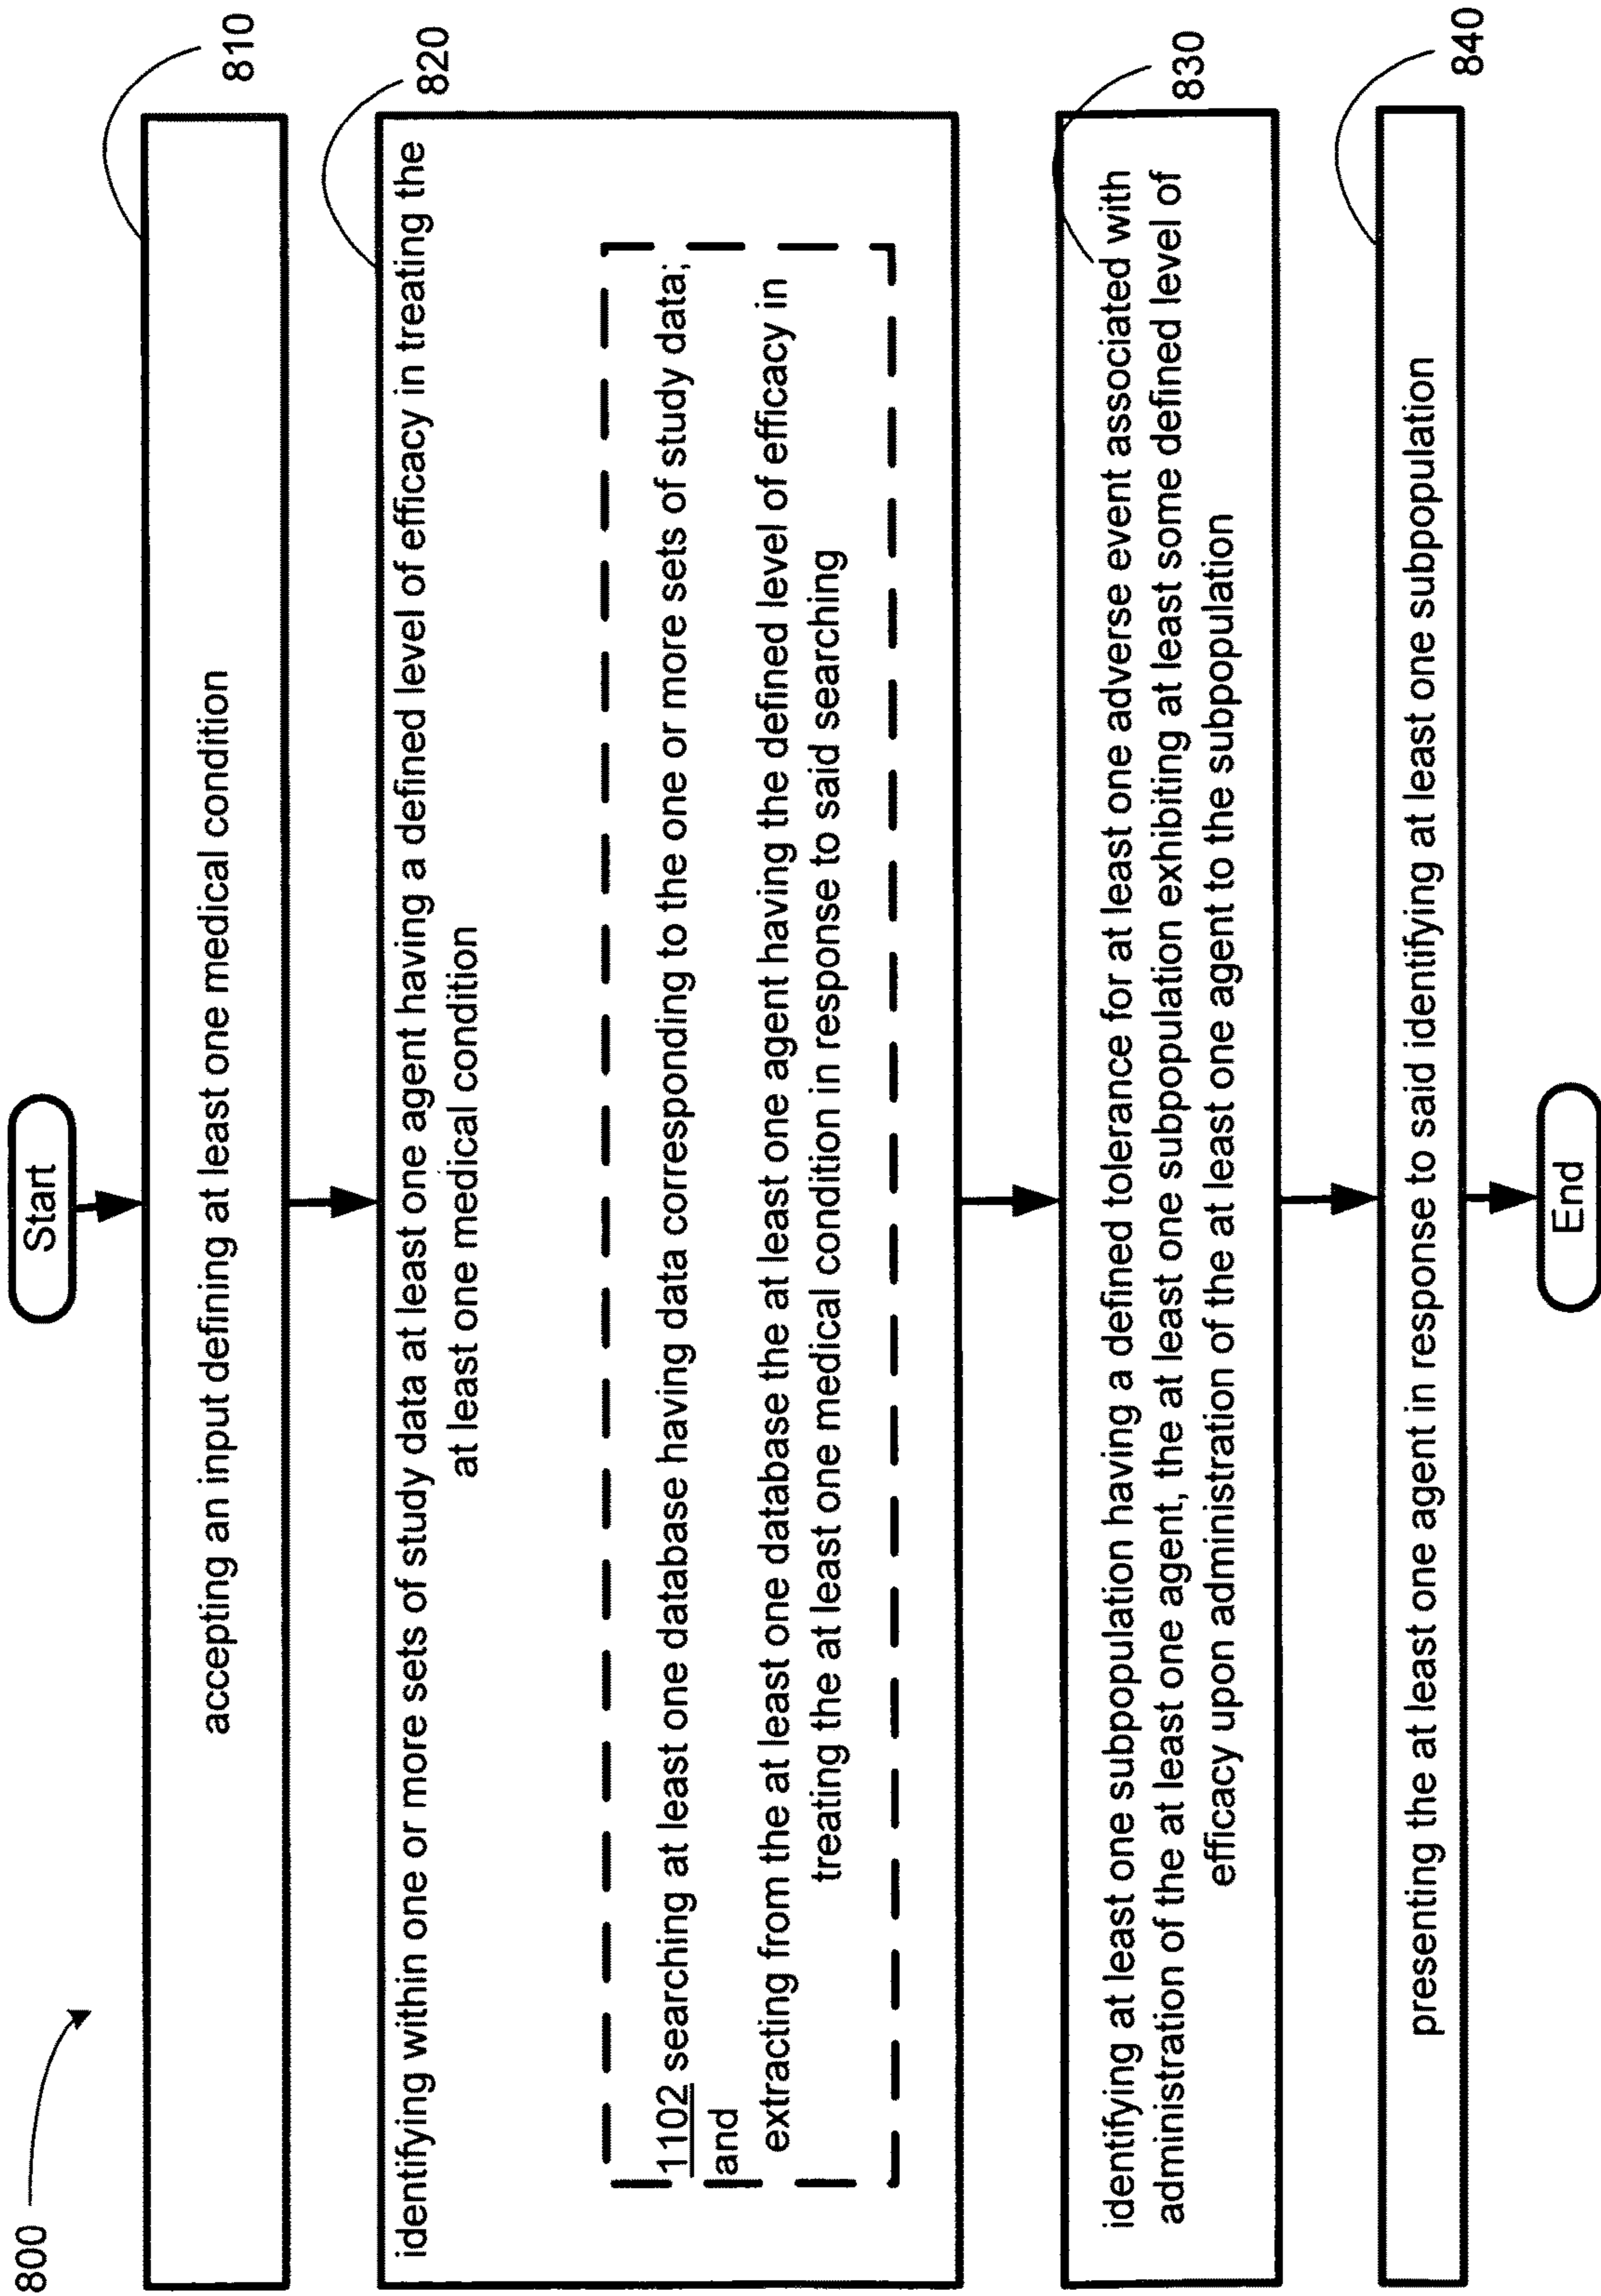 800
Start
810
accepting an input defining at least one medical condition
820
identifying within one or more sets of study data at least one agent having a defined level of efficacy in treating the
at least one medical condition
1102 searching at least one database having data corresponding to the one or more sets of study data;
and
extracting from the at least one database the at least one agent having the defined level of efficacy in
treating the at least one medical condition in response to said searching
830
identifying at least one subpopulation having a defined tolerance for at least one adverse event associated with
administration of the at least one agent, the at least one subpopulation exhibiting at least some defined level of
efficacy upon administration of the at least one agent to the subpopulation
840
presenting the at least one agent in response to said identifying at least one subpopulation
End